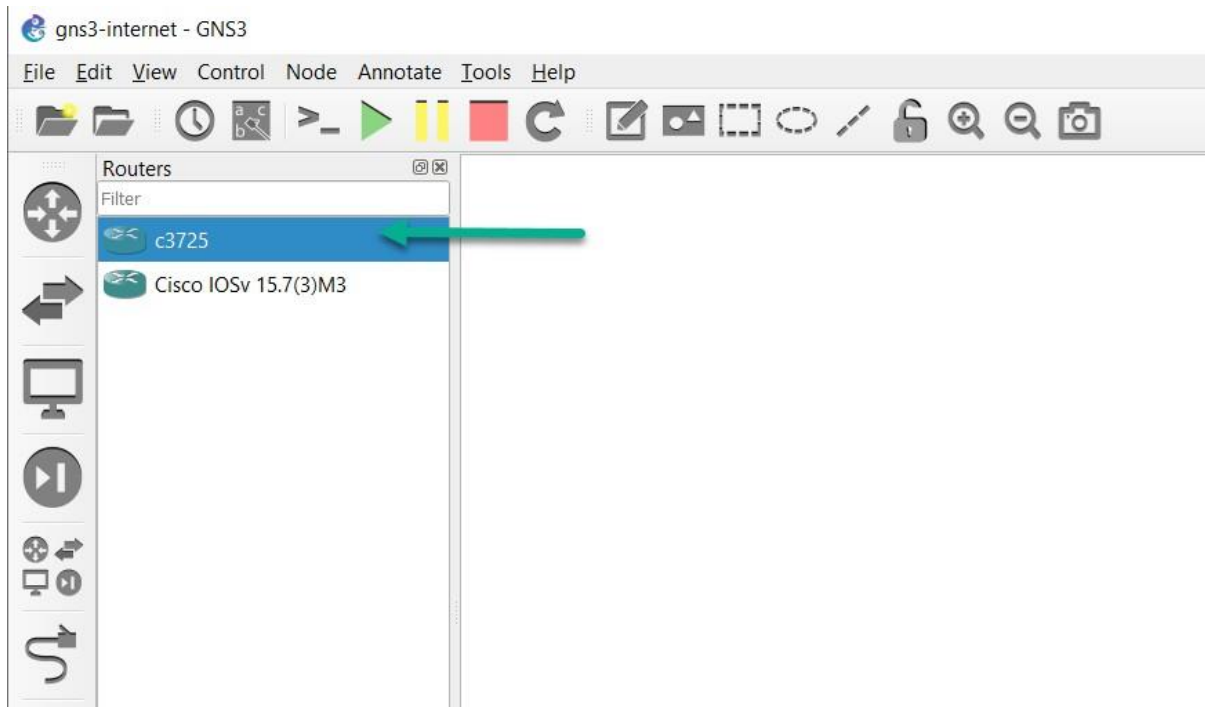 gns3-internet - GNS3
File Edit View Control Node Annotate Tools Help
a c
b
>_
Routers
Filter
c3725
Cisco IOSv 15.7(3)M3